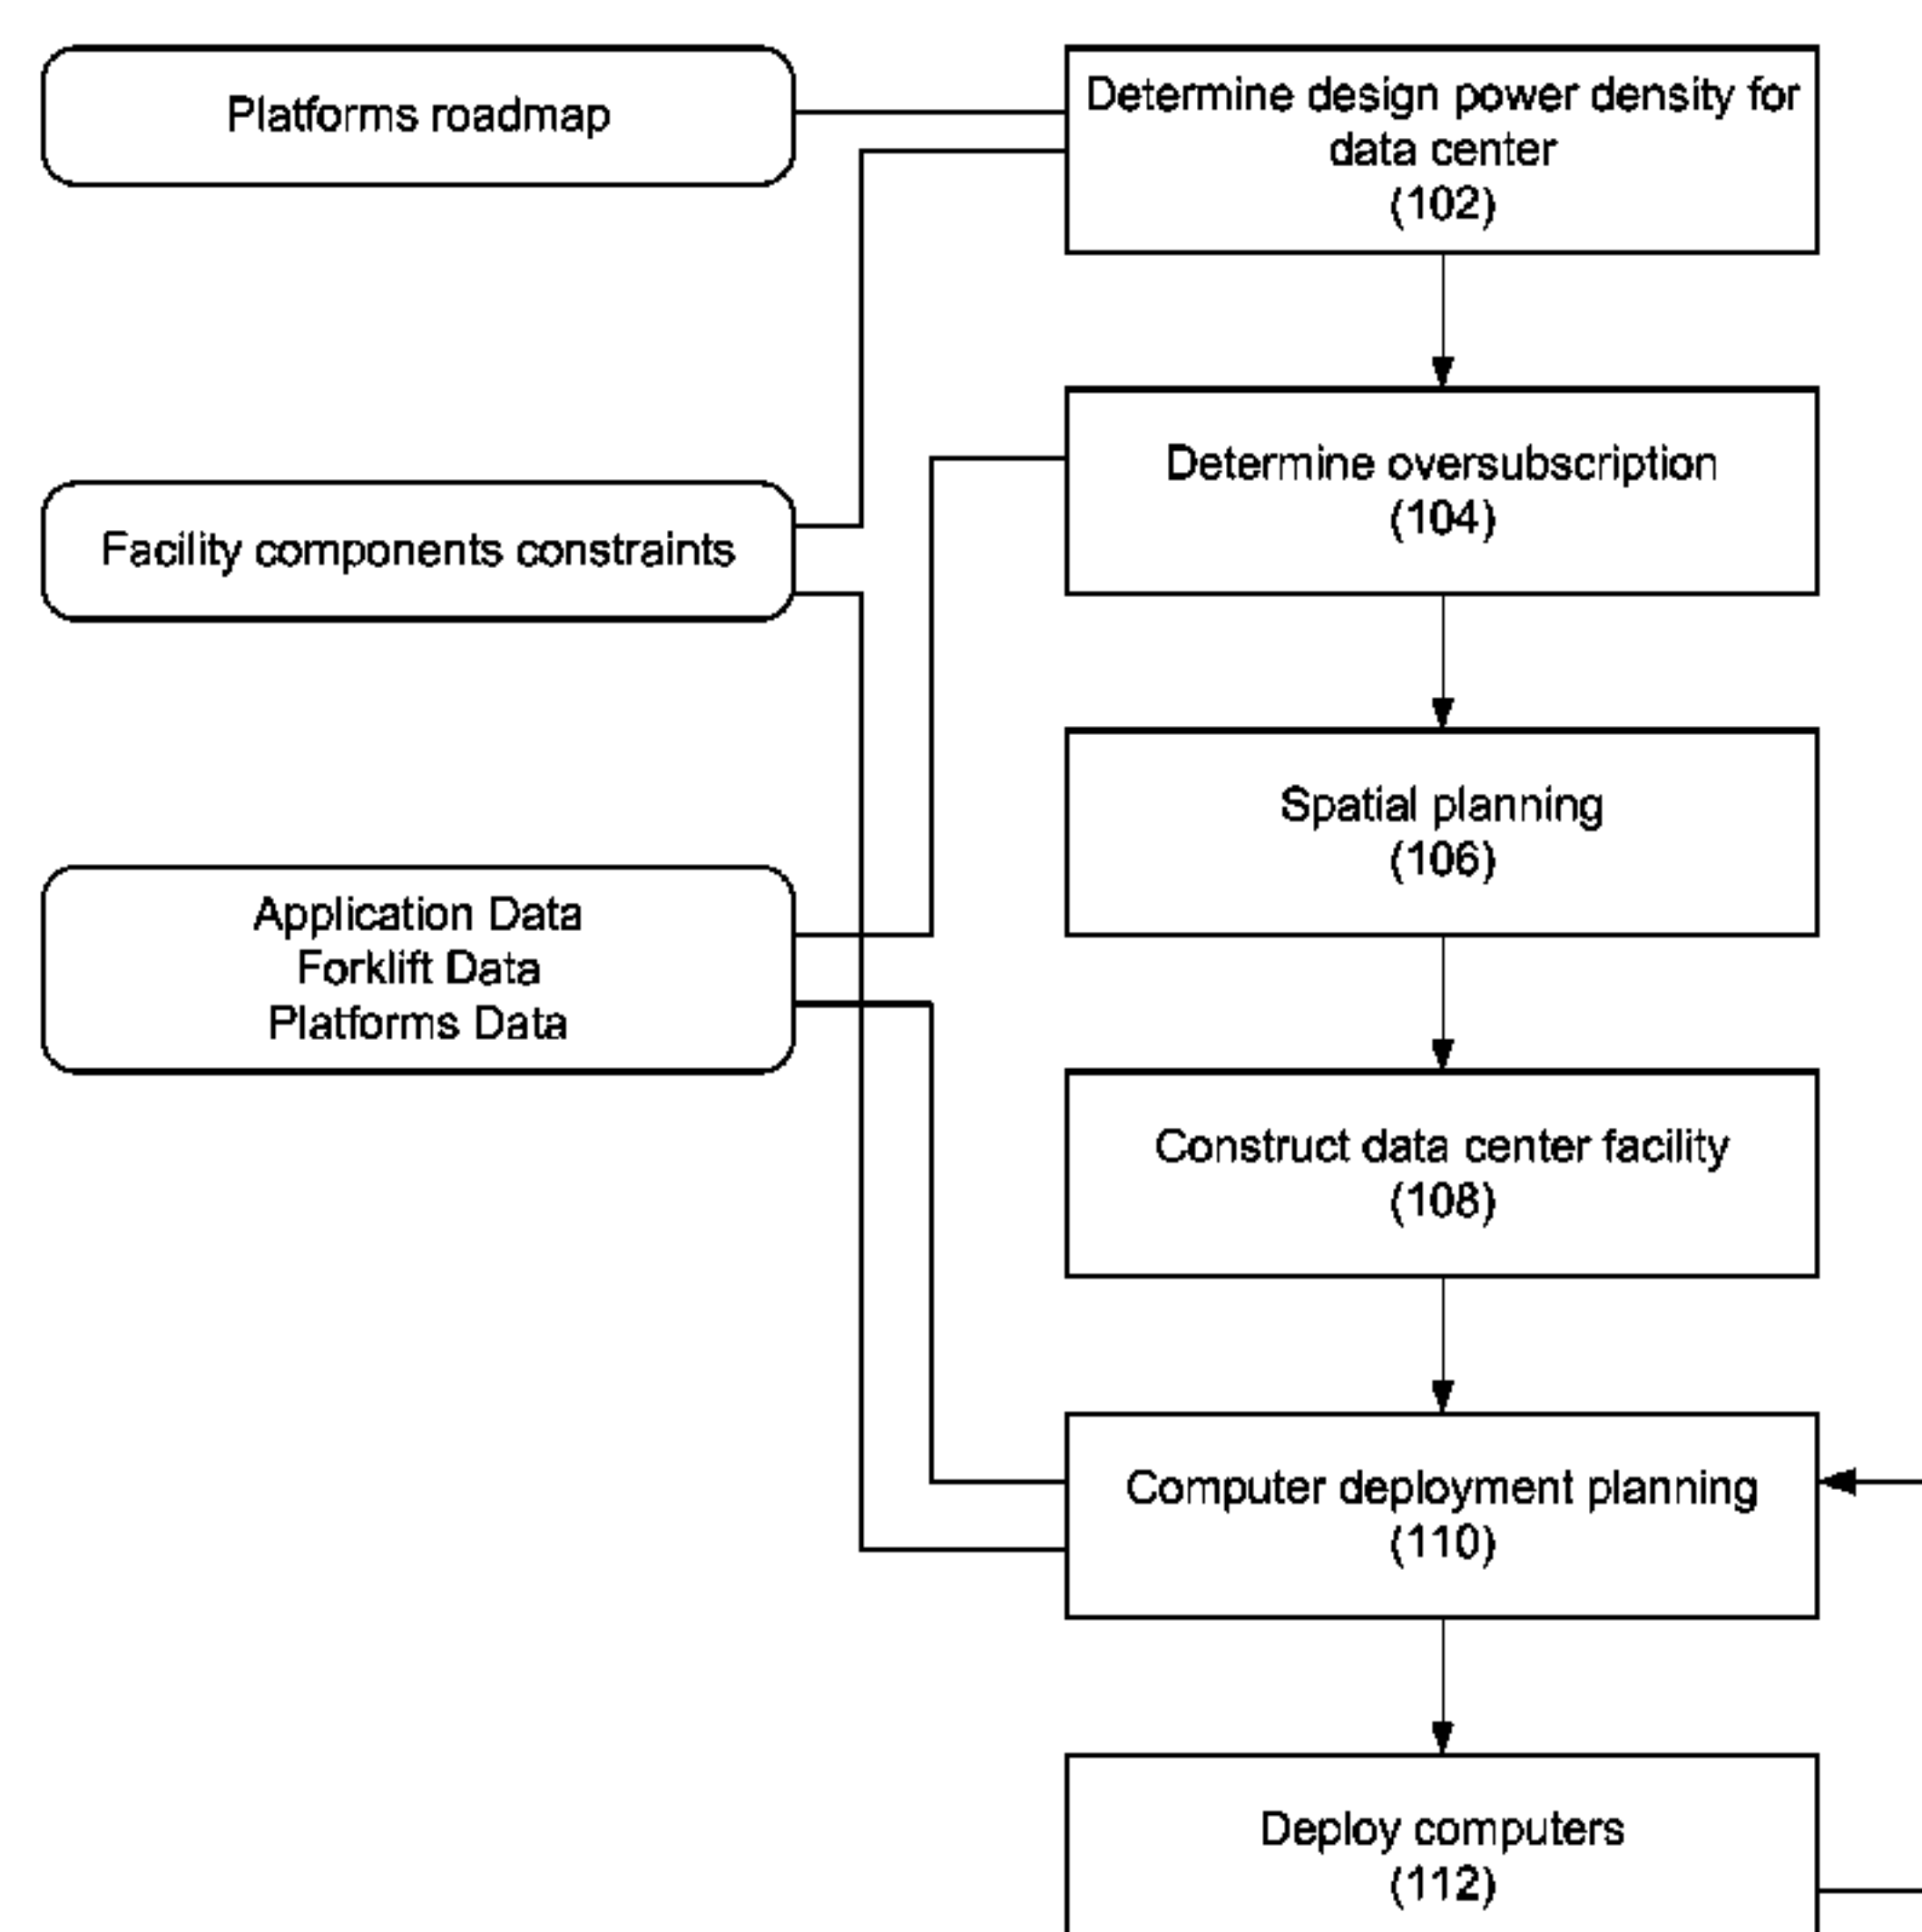 Platforms roadmap
Determine design power density for
data center
(102)
Determine oversubscription
(104)
Facility components constraints
Spatial planning
(106)
Application Data
Forklift Data
Platforms Data
Construct data center facility
(108)
Computer deployment planning
(110)
Deploy computers
(112)